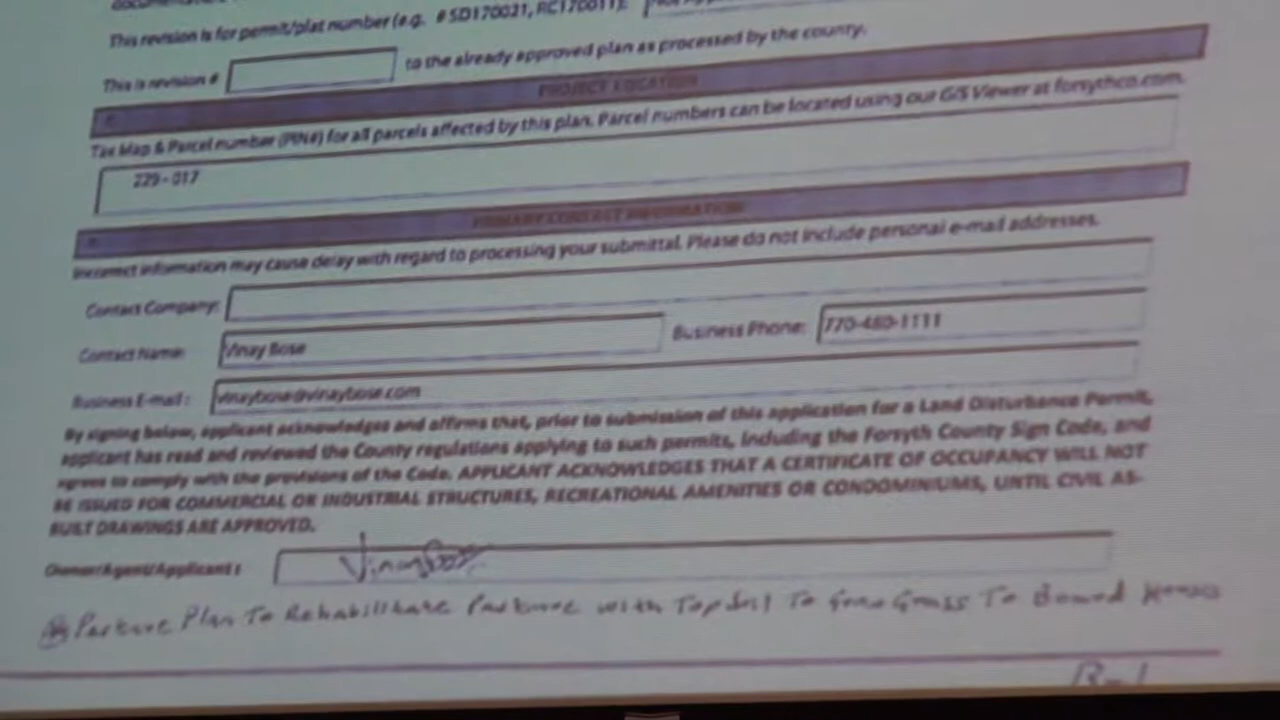 This revision is for permit/plat number (e.g. # SD170021, RC170011):
This is revision # to the already approved plan as processed by the county.
PROJECT LOCATION
Tax Map & Parcel number (PIN#) for all parcels affected by this plan. Parcel numbers can be located using our GIS Viewer at forsythco.com.
229 - 017
PRIMARY CONTACT INFORMATION
Incorrect information may cause delay with regard to processing your submittal. Please do not include personal e-mail addresses.
Contact Company:
Contact Name: Vinay Bose Business Phone: 770-480-1111
Business E-mail : vinaybose@vinaybose.com
By signing below, applicant acknowledges and affirms that, prior to submission of this application for a Land Disturbance Permit,
applicant has read and reviewed the County regulations applying to such permits, including the Forsyth County Sign Code, and
agrees to comply with the provisions of the Code. APPLICANT ACKNOWLEDGES THAT A CERTIFICATE OF OCCUPANCY WILL NOT
BE ISSUED FOR COMMERCIAL OR INDUSTRIAL STRUCTURES, RECREATIONAL AMENITIES OR CONDOMINIUMS, UNTIL CIVIL AS-
BUILT DRAWINGS ARE APPROVED.
Owner/Agent/Applicant : Vinay Bose
Pasture Plan To Rehabilitate Pasture with Topsoil To Grow Grass To Board Horses